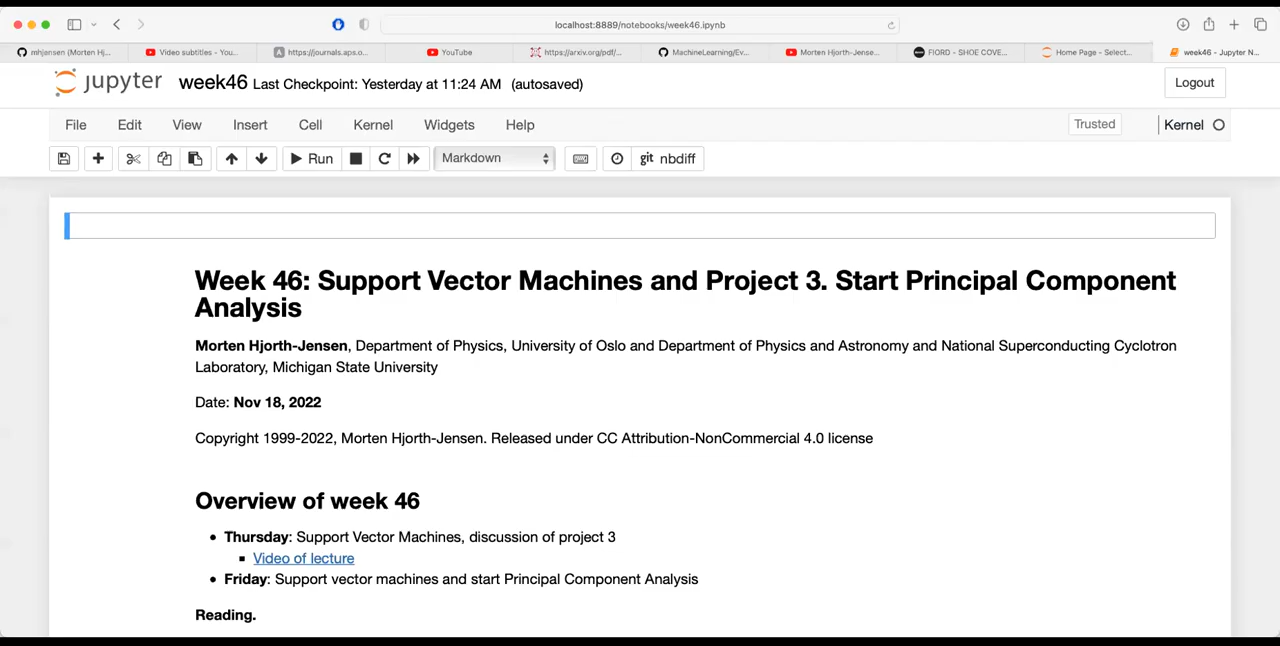 localhost:8889/notebooks/week46.ipynb
mhjensen (Morten Hj...
Video subtitles - You...
https://journals.aps.o...
YouTube
https://arxiv.org/pdf/...
MachineLearning/Ev...
Morten Hjorth-Jense...
FIORD - SHOE COVE...
Home Page - Select...
week46 - Jupyter N...
jupyter week46 Last Checkpoint: Yesterday at 11:24 AM (autosaved)
Logout
File Edit View Insert Cell Kernel Widgets Help
Trusted
Kernel
Run
Markdown
git nbdiff
Week 46: Support Vector Machines and Project 3. Start Principal Component
Analysis
Morten Hjorth-Jensen, Department of Physics, University of Oslo and Department of Physics and Astronomy and National Superconducting Cyclotron
Laboratory, Michigan State University
Date: Nov 18, 2022
Copyright 1999-2022, Morten Hjorth-Jensen. Released under CC Attribution-NonCommercial 4.0 license
Overview of week 46
• Thursday: Support Vector Machines, discussion of project 3
▪ Video of lecture
• Friday: Support vector machines and start Principal Component Analysis
Reading.